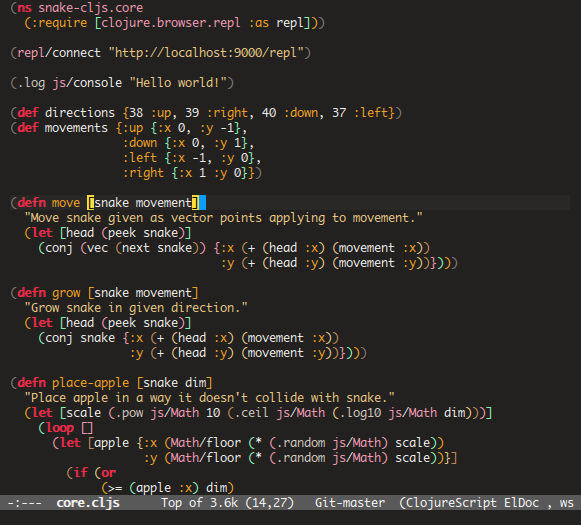 (ns snake-cljs.core
  (:require [clojure.browser.repl :as repl]))
(repl/connect "http://localhost:9000/repl")
(.log js/console "Hello world!")
(def directions {38 :up, 39 :right, 40 :down, 37 :left})
(def movements {:up {:x 0, :y -1},
                :down {:x 0, :y 1},
                :left {:x -1, :y 0},
                :right {:x 1 :y 0}})
(defn move [snake movement]
  "Move snake given as vector points applying to movement."
  (let [head (peek snake)]
    (conj (vec (next snake)) {:x (+ (head :x) (movement :x))
                              :y (+ (head :y) (movement :y))})))
(defn grow [snake movement]
  "Grow snake in given direction."
  (let [head (peek snake)]
    (conj snake {:x (+ (head :x) (movement :x))
                 :y (+ (head :y) (movement :y))})))
(defn place-apple [snake dim]
  "Place apple in a way it doesn't collide with snake."
  (let [scale (.pow js/Math 10 (.ceil js/Math (.log10 js/Math dim)))]
    (loop []
      (let [apple {:x (Math/floor (* (.random js/Math) scale))
                   :y (Math/floor (* (.random js/Math) scale))}]
        (if (or
             (>= (apple :x) dim)
-:---  core.cljs      Top of 3.6k (14,27)   Git-master  (ClojureScript ElDoc , ws